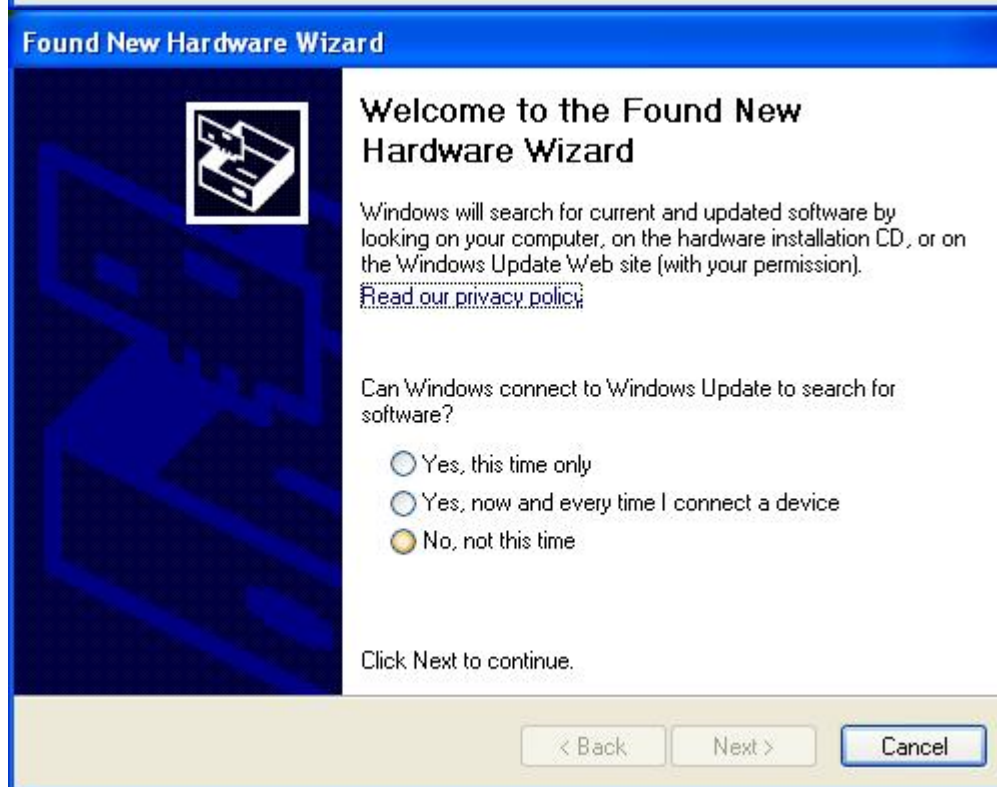 Found New Hardware Wizard
Welcome to the Found New
Hardware Wizard
Windows will search for current and updated software by
looking on your computer, on the hardware installation CD, or on
the Windows Update Web site (with your permission).
Read our privacy policy
Can Windows connect to Windows Update to search for
software?
Yes, this time only
Yes, now and every time I connect a device
No, not this time
Click Next to continue.
< Back Next > Cancel